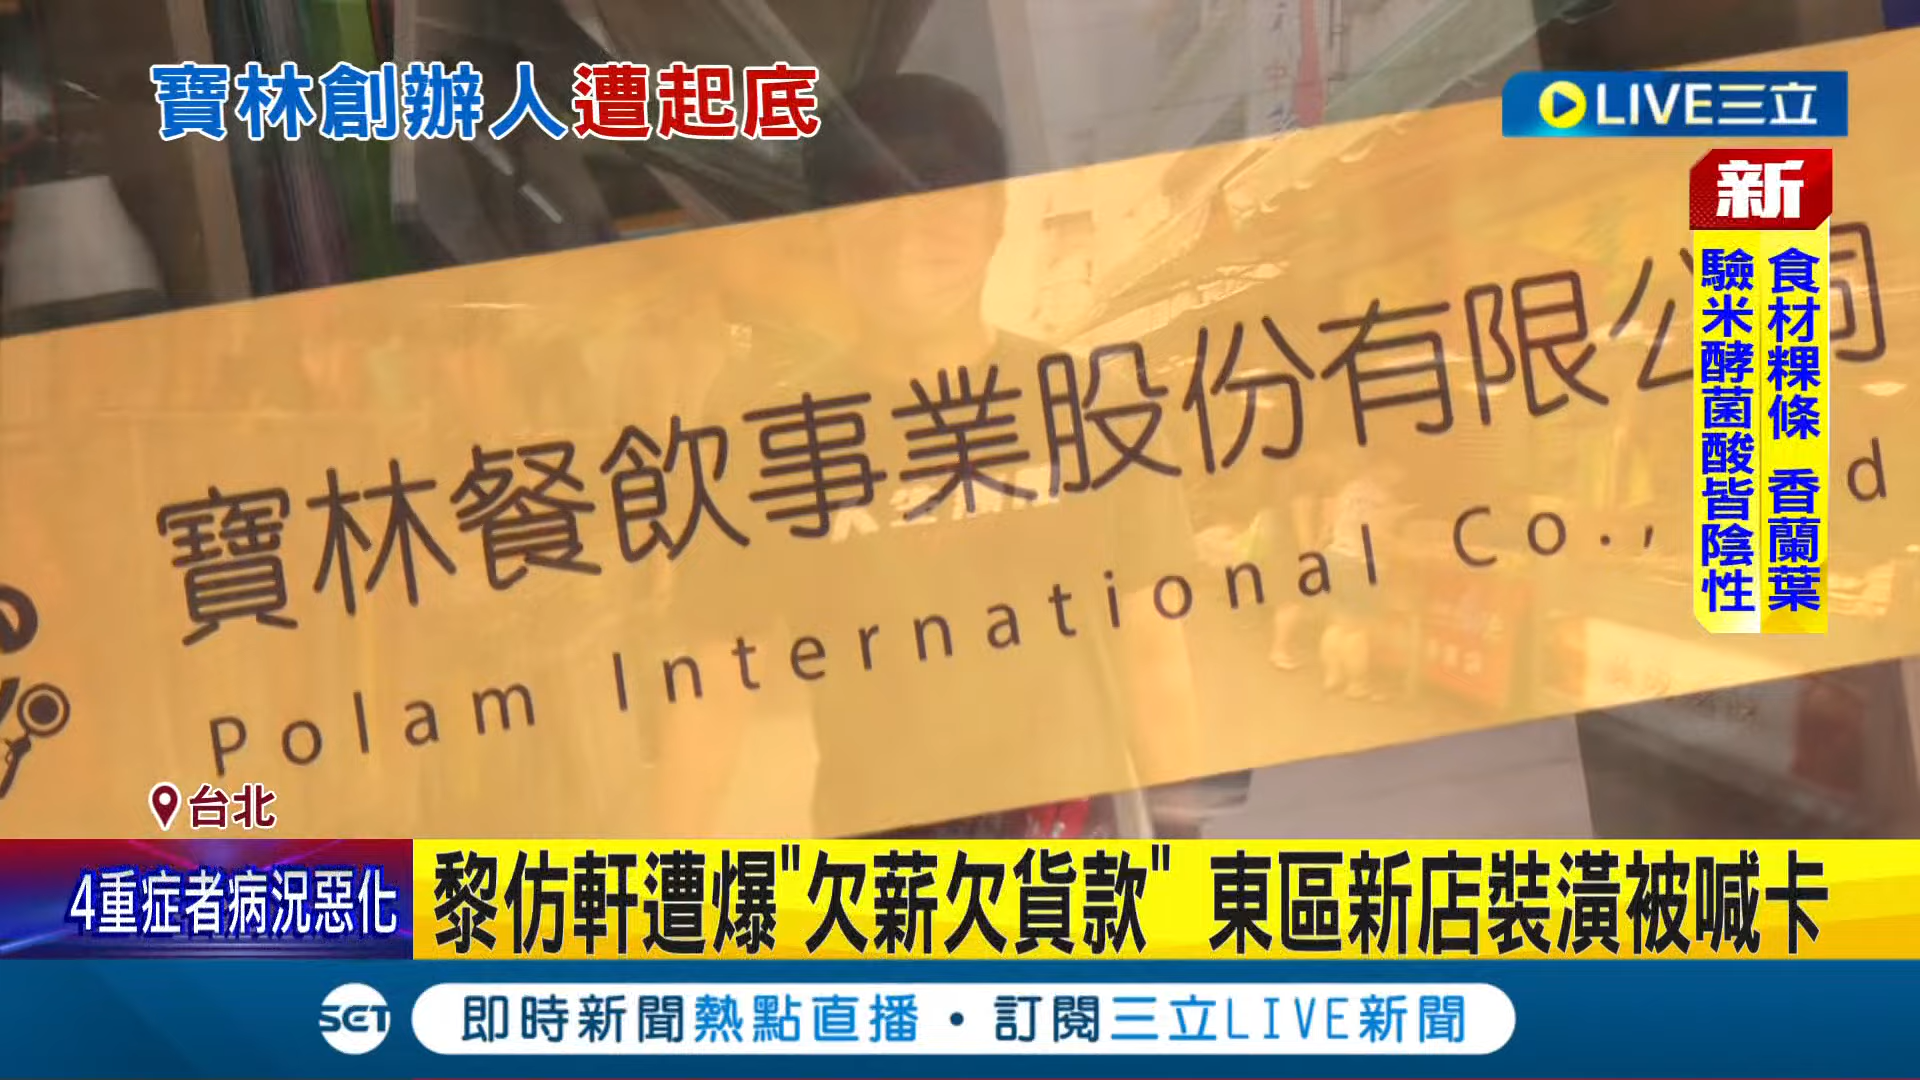 寶林創辦人遭起底
LIVE三立
新
食材粿條 香蘭葉
驗米酵菌酸皆陰性
寶林餐飲事業股份有限公司
Polam International Co.,
d
台北
4重症者病況惡化
黎仿軒遭爆"欠薪欠貨款" 東區新店裝潢被喊卡
SET
即時新聞熱點直播・訂閱三立LIVE新聞